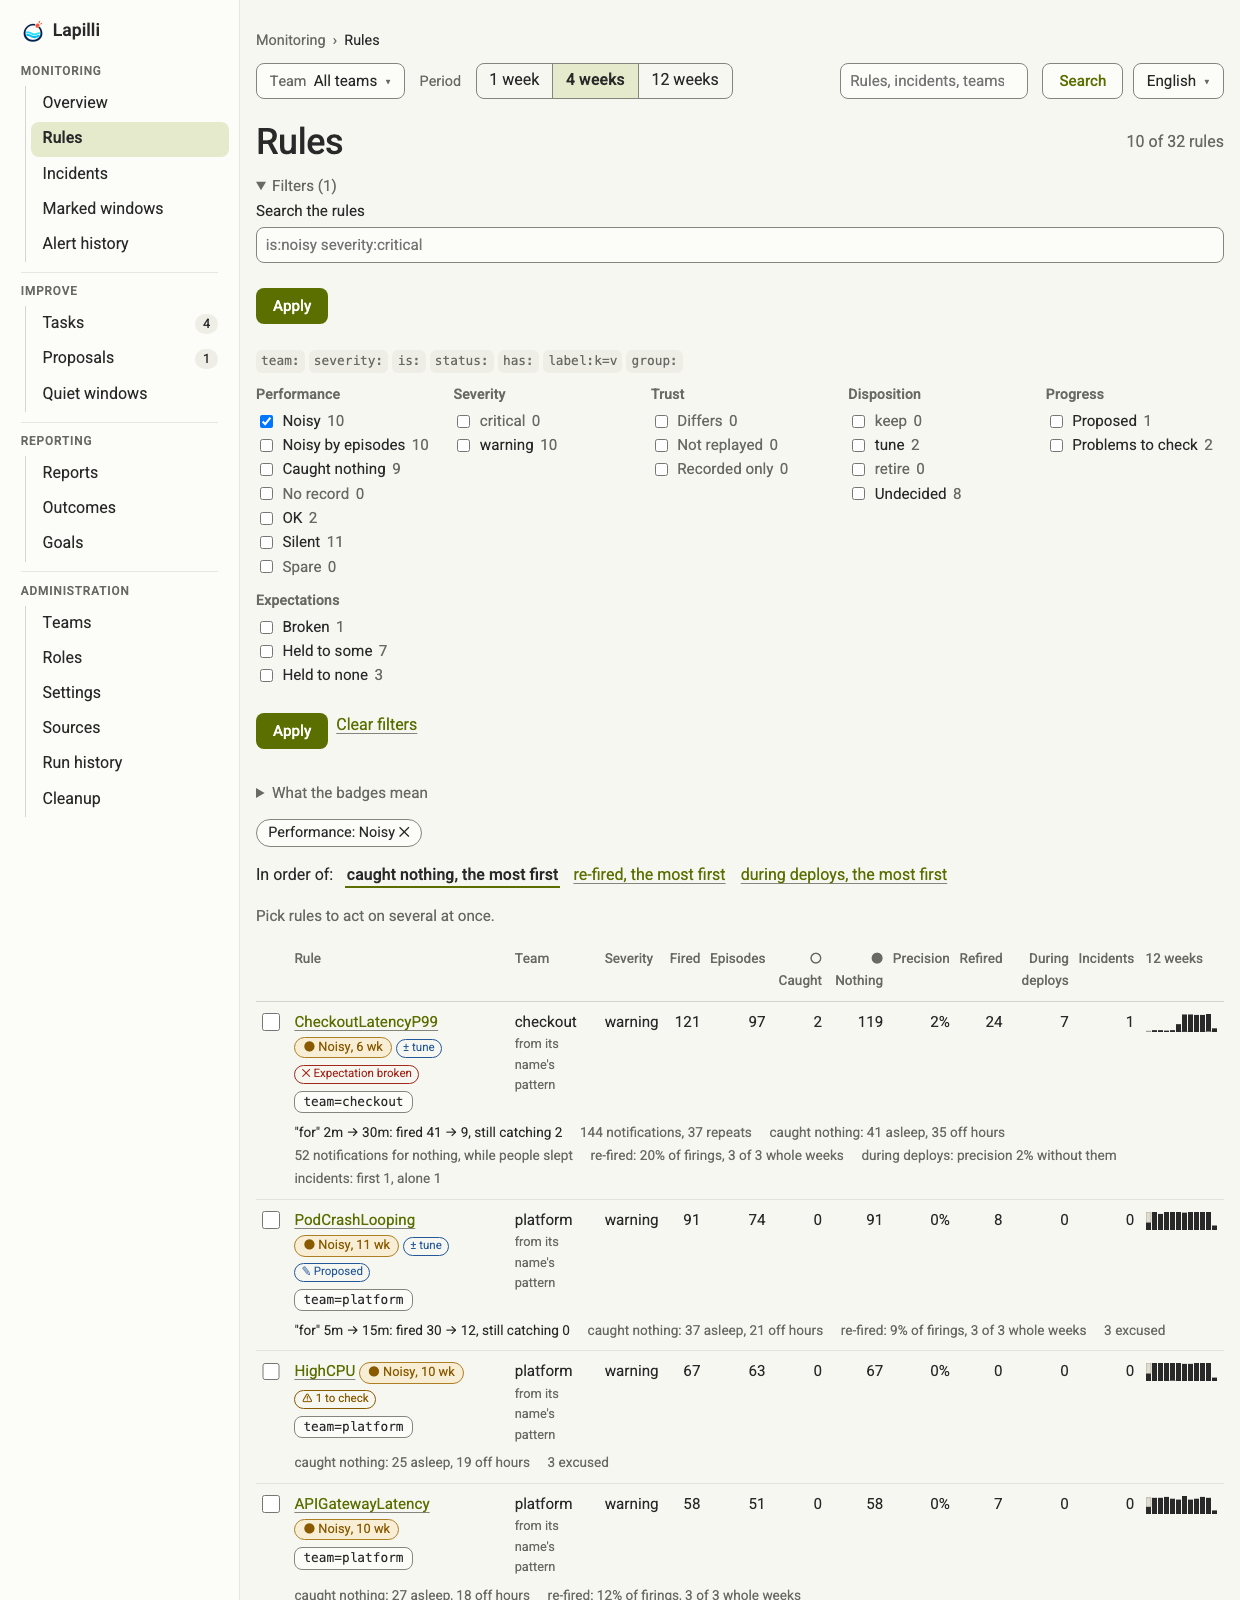 Lapilli
MONITORING
Overview
Rules
Incidents
Marked windows
Alert history
IMPROVE
Tasks 4
Proposals 1
Quiet windows
REPORTING
Reports
Outcomes
Goals
ADMINISTRATION
Teams
Roles
Settings
Sources
Run history
Cleanup
Monitoring › Rules
Team All teams ▾ Period 1 week 4 weeks 12 weeks Rules, incidents, teams Search English ▾
Rules 10 of 32 rules
▼ Filters (1)
Search the rules
is:noisy severity:critical
Apply
team: severity: is: status: has: label:k=v group:
Performance
Noisy 10
Noisy by episodes 10
Caught nothing 9
No record 0
OK 2
Silent 11
Spare 0
Severity
critical 0
warning 10
Trust
Differs 0
Not replayed 0
Recorded only 0
Disposition
keep 0
tune 2
retire 0
Undecided 8
Progress
Proposed 1
Problems to check 2
Expectations
Broken 1
Held to some 7
Held to none 3
Apply Clear filters
▶ What the badges mean
Performance: Noisy ✕
In order of: caught nothing, the most first re-fired, the most first during deploys, the most first
Pick rules to act on several at once.
Rule Team Severity Fired Episodes ○ Caught ● Nothing Precision Refired During deploys Incidents 12 weeks
CheckoutLatencyP99 checkout warning 121 97 2 119 2% 24 7 1
● Noisy, 6 wk ± tune
✕ Expectation broken
team=checkout
from its
name's
pattern
"for" 2m → 30m: fired 41 → 9, still catching 2 144 notifications, 37 repeats caught nothing: 41 asleep, 35 off hours
52 notifications for nothing, while people slept re-fired: 20% of firings, 3 of 3 whole weeks during deploys: precision 2% without them
incidents: first 1, alone 1
PodCrashLooping platform warning 91 74 0 91 0% 8 0 0
● Noisy, 11 wk ± tune
✎ Proposed
team=platform
from its
name's
pattern
"for" 5m → 15m: fired 30 → 12, still catching 0 caught nothing: 37 asleep, 21 off hours re-fired: 9% of firings, 3 of 3 whole weeks 3 excused
HighCPU ● Noisy, 10 wk platform warning 67 63 0 67 0% 0 0 0
⚠ 1 to check
team=platform
from its
name's
pattern
caught nothing: 25 asleep, 19 off hours 3 excused
APIGatewayLatency platform warning 58 51 0 58 0% 7 0 0
● Noisy, 10 wk
team=platform
from its
name's
pattern
caught nothing: 27 asleep, 18 off hours re-fired: 12% of firings, 3 of 3 whole weeks